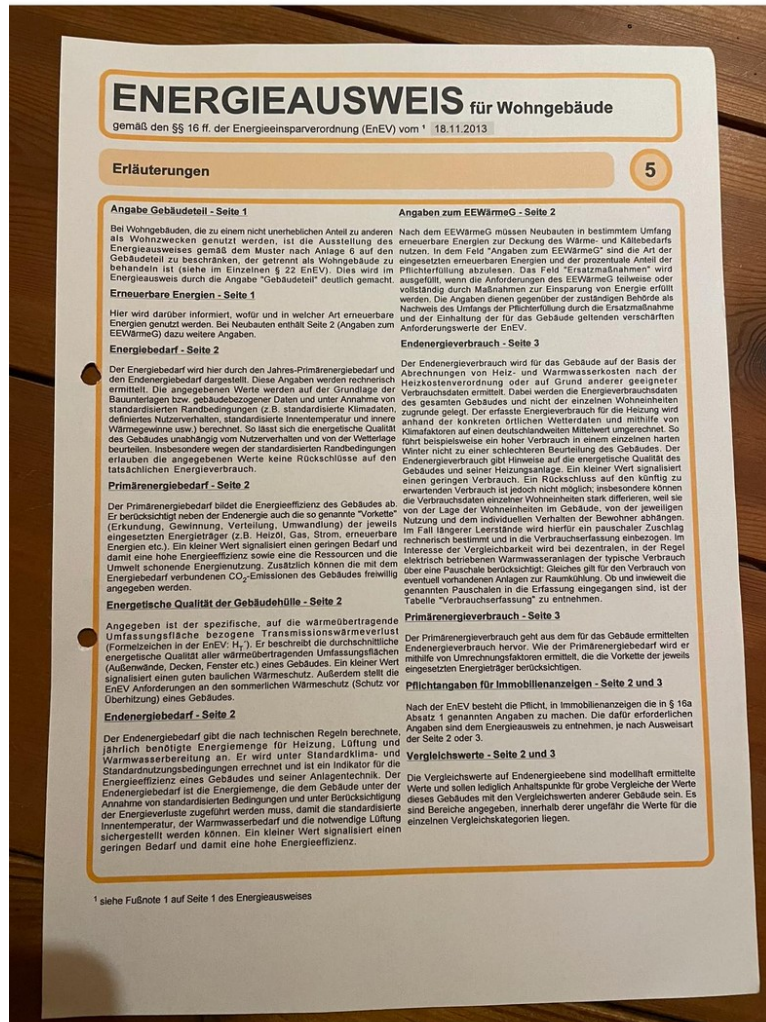 ENERGIEAUSWEIS für Wohngebäude
gemäß den §§ 16 ff. der Energieeinsparverordnung (EnEV) vom ¹ 18.11.2013
Erläuterungen
5
Angabe Gebäudeteil - Seite 1
Bei Wohngebäuden, die zu einem nicht unerheblichen Anteil zu anderen
als Wohnzwecken genutzt werden, ist die Ausstellung des
Energieausweises gemäß dem Muster nach Anlage 6 auf den
Gebäudeteil zu beschränken, der getrennt als Wohngebäude zu
behandeln ist (siehe im Einzelnen § 22 EnEV). Dies wird im
Energieausweis durch die Angabe "Gebäudeteil" deutlich gemacht.
Erneuerbare Energien - Seite 1
Hier wird darüber informiert, wofür und in welcher Art erneuerbare
Energien genutzt werden. Bei Neubauten enthält Seite 2 (Angaben zum
EEWärmeG) dazu weitere Angaben.
Energiebedarf - Seite 2
Der Energiebedarf wird hier durch den Jahres-Primärenergiebedarf und
den Endenergiebedarf dargestellt. Diese Angaben werden rechnerisch
ermittelt. Die angegebenen Werte werden auf der Grundlage der
Bauunterlagen bzw. gebäudebezogener Daten und unter Annahme von
standardisierten Randbedingungen (z.B. standardisierte Klimadaten,
definiertes Nutzerverhalten, standardisierte Innentemperatur und innere
Wärmegewinne usw.) berechnet. So lässt sich die energetische Qualität
des Gebäudes unabhängig vom Nutzerverhalten und von der Wetterlage
beurteilen. Insbesondere wegen der standardisierten Randbedingungen
erlauben die angegebenen Werte keine Rückschlüsse auf den
tatsächlichen Energieverbrauch.
Primärenergiebedarf - Seite 2
Der Primärenergiebedarf bildet die Energieeffizienz des Gebäudes ab.
Er berücksichtigt neben der Endenergie auch die so genannte "Vorkette"
(Erkundung, Gewinnung, Verteilung, Umwandlung) der jeweils
eingesetzten Energieträger (z.B. Heizöl, Gas, Strom, erneuerbare
Energien etc.). Ein kleiner Wert signalisiert einen geringen Bedarf und
damit eine hohe Energieeffizienz sowie eine die Ressourcen und die
Umwelt schonende Energienutzung. Zusätzlich können die mit dem
Energiebedarf verbundenen CO₂-Emissionen des Gebäudes freiwillig
angegeben werden.
Energetische Qualität der Gebäudehülle - Seite 2
Angegeben ist der spezifische, auf die wärmeübertragende
Umfassungsfläche bezogene Transmissionswärmeverlust
(Formelzeichen in der EnEV: H_T'). Er beschreibt die durchschnittliche
energetische Qualität aller wärmeübertragenden Umfassungsflächen
(Außenwände, Decken, Fenster etc.) eines Gebäudes. Ein kleiner Wert
signalisiert einen guten baulichen Wärmeschutz. Außerdem stellt die
EnEV Anforderungen an den sommerlichen Wärmeschutz (Schutz vor
Überhitzung) eines Gebäudes.
Endenergiebedarf - Seite 2
Der Endenergiebedarf gibt die nach technischen Regeln berechnete,
jährlich benötigte Energiemenge für Heizung, Lüftung und
Warmwasserbereitung an. Er wird unter Standardklima- und
Standardnutzungsbedingungen errechnet und ist ein Indikator für die
Energieeffizienz eines Gebäudes und seiner Anlagentechnik. Der
Endenergiebedarf ist die Energiemenge, die dem Gebäude unter der
Annahme von standardisierten Bedingungen und unter Berücksichtigung
der Energieverluste zugeführt werden muss, damit die standardisierte
Innentemperatur, der Warmwasserbedarf und die notwendige Lüftung
sichergestellt werden können. Ein kleiner Wert signalisiert einen
geringen Bedarf und damit eine hohe Energieeffizienz.
Angaben zum EEWärmeG - Seite 2
Nach dem EEWärmeG müssen Neubauten in bestimmtem Umfang
erneuerbare Energien zur Deckung des Wärme- und Kältebedarfs
nutzen. In dem Feld "Angaben zum EEWärmeG" sind die Art der
eingesetzten erneuerbaren Energien und der prozentuale Anteil der
Pflichterfüllung abzulesen. Das Feld "Ersatzmaßnahmen" wird
ausgefüllt, wenn die Anforderungen des EEWärmeG teilweise oder
vollständig durch Maßnahmen zur Einsparung von Energie erfüllt
werden. Die Angaben dienen gegenüber der zuständigen Behörde als
Nachweis des Umfangs der Pflichterfüllung durch die Ersatzmaßnahme
und der Einhaltung der für das Gebäude geltenden verschärften
Anforderungswerte der EnEV.
Endenergieverbrauch - Seite 3
Der Endenergieverbrauch wird für das Gebäude auf der Basis der
Abrechnungen von Heiz- und Warmwasserkosten nach der
Heizkostenverordnung oder auf Grund anderer geeigneter
Verbrauchsdaten ermittelt. Dabei werden die Energieverbrauchsdaten
des gesamten Gebäudes und nicht der einzelnen Wohneinheiten
zugrunde gelegt. Der erfasste Energieverbrauch für die Heizung wird
anhand der konkreten örtlichen Wetterdaten und mithilfe von
Klimafaktoren auf einen deutschlandweiten Mittelwert umgerechnet. So
führt beispielsweise ein hoher Verbrauch in einem einzelnen harten
Winter nicht zu einer schlechteren Beurteilung des Gebäudes. Der
Endenergieverbrauch gibt Hinweise auf die energetische Qualität des
Gebäudes und seiner Heizungsanlage. Ein kleiner Wert signalisiert
einen geringen Verbrauch. Ein Rückschluss auf den künftig zu
erwartenden Verbrauch ist jedoch nicht möglich; insbesondere können
die Verbrauchsdaten einzelner Wohneinheiten stark differieren, weil sie
von der Lage der Wohneinheiten im Gebäude, von der jeweiligen
Nutzung und dem individuellen Verhalten der Bewohner abhängen.
Im Fall längerer Leerstände wird hierfür ein pauschaler Zuschlag
rechnerisch bestimmt und in die Verbrauchserfassung einbezogen. Im
Interesse der Vergleichbarkeit wird bei dezentralen, in der Regel
elektrisch betriebenen Warmwasseranlagen der typische Verbrauch
über eine Pauschale berücksichtigt: Gleiches gilt für den Verbrauch von
eventuell vorhandenen Anlagen zur Raumkühlung. Ob und inwieweit die
genannten Pauschalen in die Erfassung eingegangen sind, ist der
Tabelle "Verbrauchserfassung" zu entnehmen.
Primärenergieverbrauch - Seite 3
Der Primärenergieverbrauch geht aus dem für das Gebäude ermittelten
Endenergieverbrauch hervor. Wie der Primärenergiebedarf wird er
mithilfe von Umrechnungsfaktoren ermittelt, die die Vorkette der jeweils
eingesetzten Energieträger berücksichtigen.
Pflichtangaben für Immobilienanzeigen - Seite 2 und 3
Nach der EnEV besteht die Pflicht, in Immobilienanzeigen die in § 16a
Absatz 1 genannten Angaben zu machen. Die dafür erforderlichen
Angaben sind dem Energieausweis zu entnehmen, je nach Ausweisart
der Seite 2 oder 3.
Vergleichswerte - Seite 2 und 3
Die Vergleichswerte auf Endenergieebene sind modellhaft ermittelte
Werte und sollen lediglich Anhaltspunkte für grobe Vergleiche der Werte
dieses Gebäudes mit den Vergleichswerten anderer Gebäude sein. Es
sind Bereiche angegeben, innerhalb derer ungefähr die Werte für die
einzelnen Vergleichskategorien liegen.
¹ siehe Fußnote 1 auf Seite 1 des Energieausweises